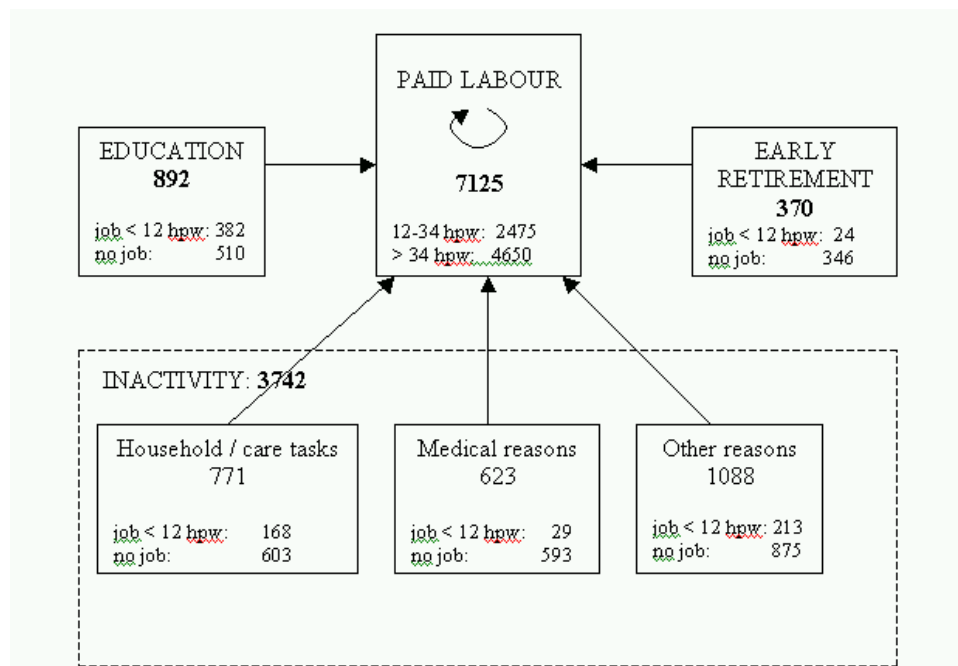 PAID LABOUR
7125
12-34 hpw: 2475
> 34 hpw: 4650
EDUCATION
892
job < 12 hpw: 382
no job: 510
EARLY
RETIREMENT
370
job < 12 hpw: 24
no job: 346
INACTIVITY: 3742
Household / care tasks
771
job < 12 hpw: 168
no job: 603
Medical reasons
623
job < 12 hpw: 29
no job: 593
Other reasons
1088
job < 12 hpw: 213
no job: 875